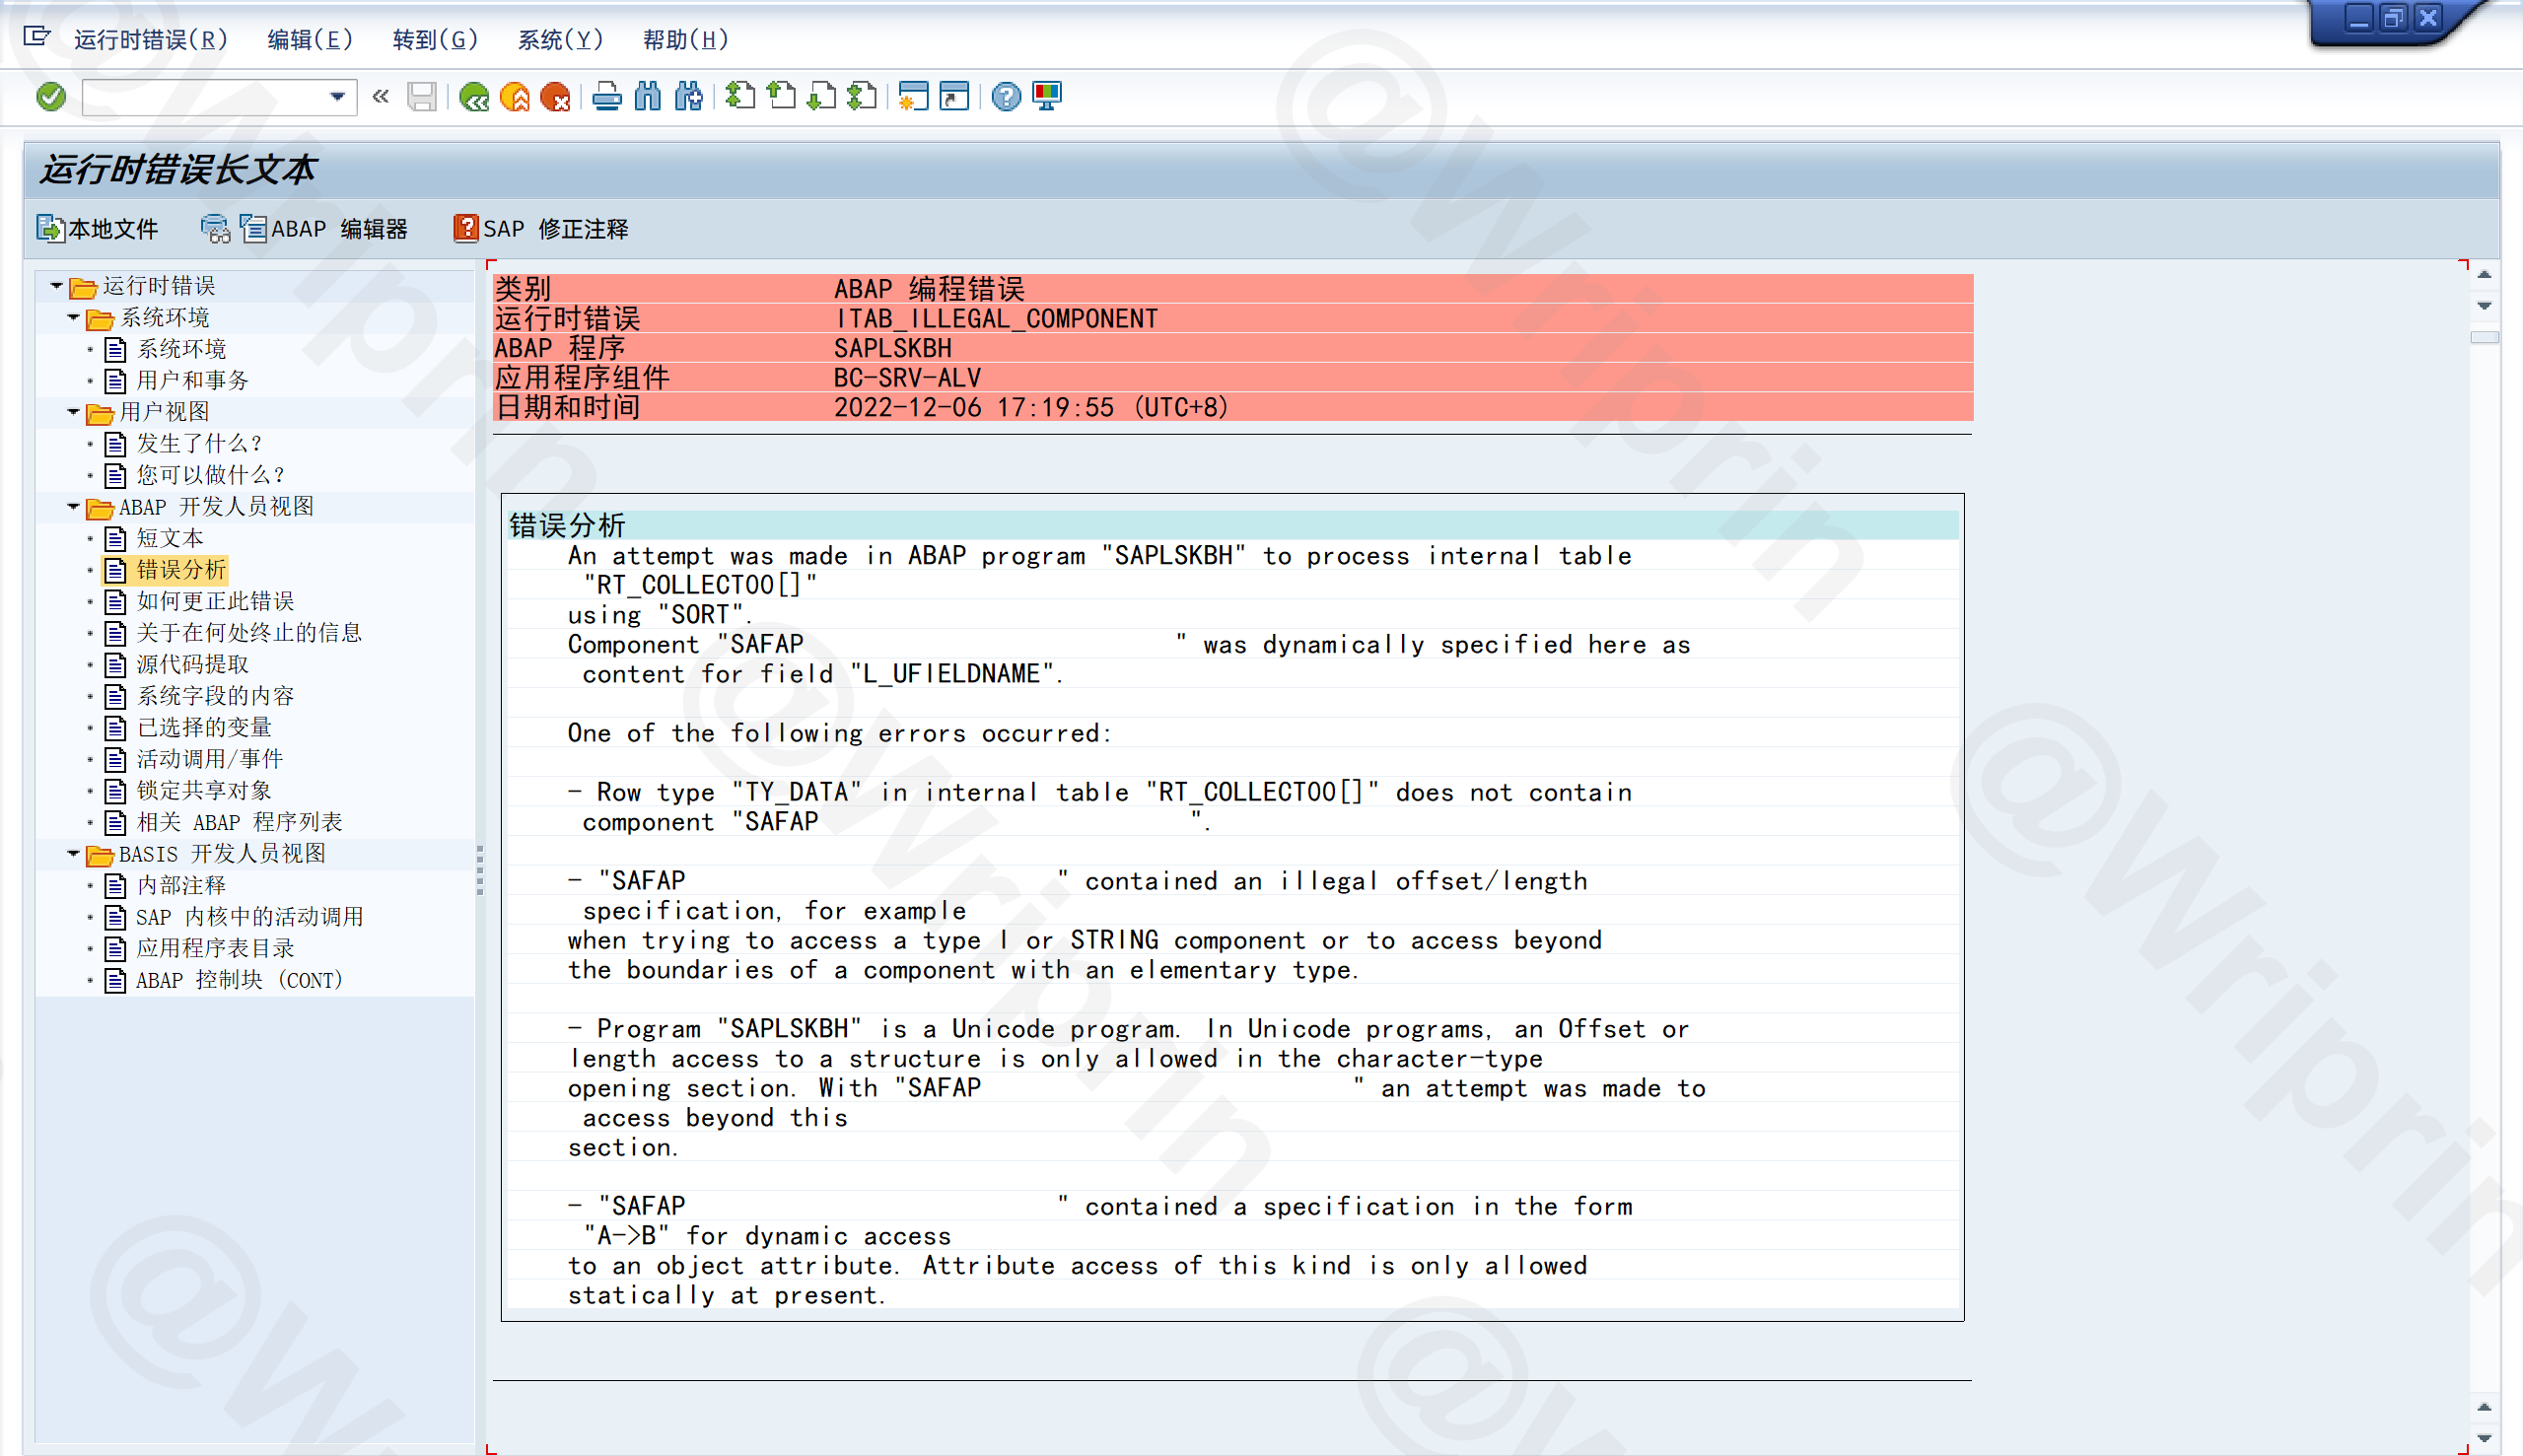 运行时错误(R) 编辑(E) 转到(G) 系统(Y) 帮助(H)
运行时错误长文本
本地文件 ABAP 编辑器 SAP 修正注释
运行时错误
系统环境
系统环境
用户和事务
用户视图
发生了什么?
您可以做什么?
ABAP 开发人员视图
短文本
错误分析
如何更正此错误
关于在何处终止的信息
源代码提取
系统字段的内容
已选择的变量
活动调用/事件
锁定共享对象
相关 ABAP 程序列表
BASIS 开发人员视图
内部注释
SAP 内核中的活动调用
应用程序表目录
ABAP 控制块 (CONT)
类别 ABAP 编程错误
运行时错误 ITAB_ILLEGAL_COMPONENT
ABAP 程序 SAPLSKBH
应用程序组件 BC-SRV-ALV
日期和时间 2022-12-06 17:19:55 (UTC+8)
错误分析
An attempt was made in ABAP program "SAPLSKBH" to process internal table
"RT_COLLECT00[]"
using "SORT".
Component "SAFAP " was dynamically specified here as
content for field "L_UFIELDNAME".
One of the following errors occurred:
- Row type "TY_DATA" in internal table "RT_COLLECT00[]" does not contain
component "SAFAP ".
- "SAFAP " contained an illegal offset/length
specification, for example
when trying to access a type I or STRING component or to access beyond
the boundaries of a component with an elementary type.
- Program "SAPLSKBH" is a Unicode program. In Unicode programs, an Offset or
length access to a structure is only allowed in the character-type
opening section. With "SAFAP " an attempt was made to
access beyond this
section.
- "SAFAP " contained a specification in the form
"A->B" for dynamic access
to an object attribute. Attribute access of this kind is only allowed
statically at present.
@Wriprin
@Wriprin
@Wriprin
@Wriprin
@W
@W